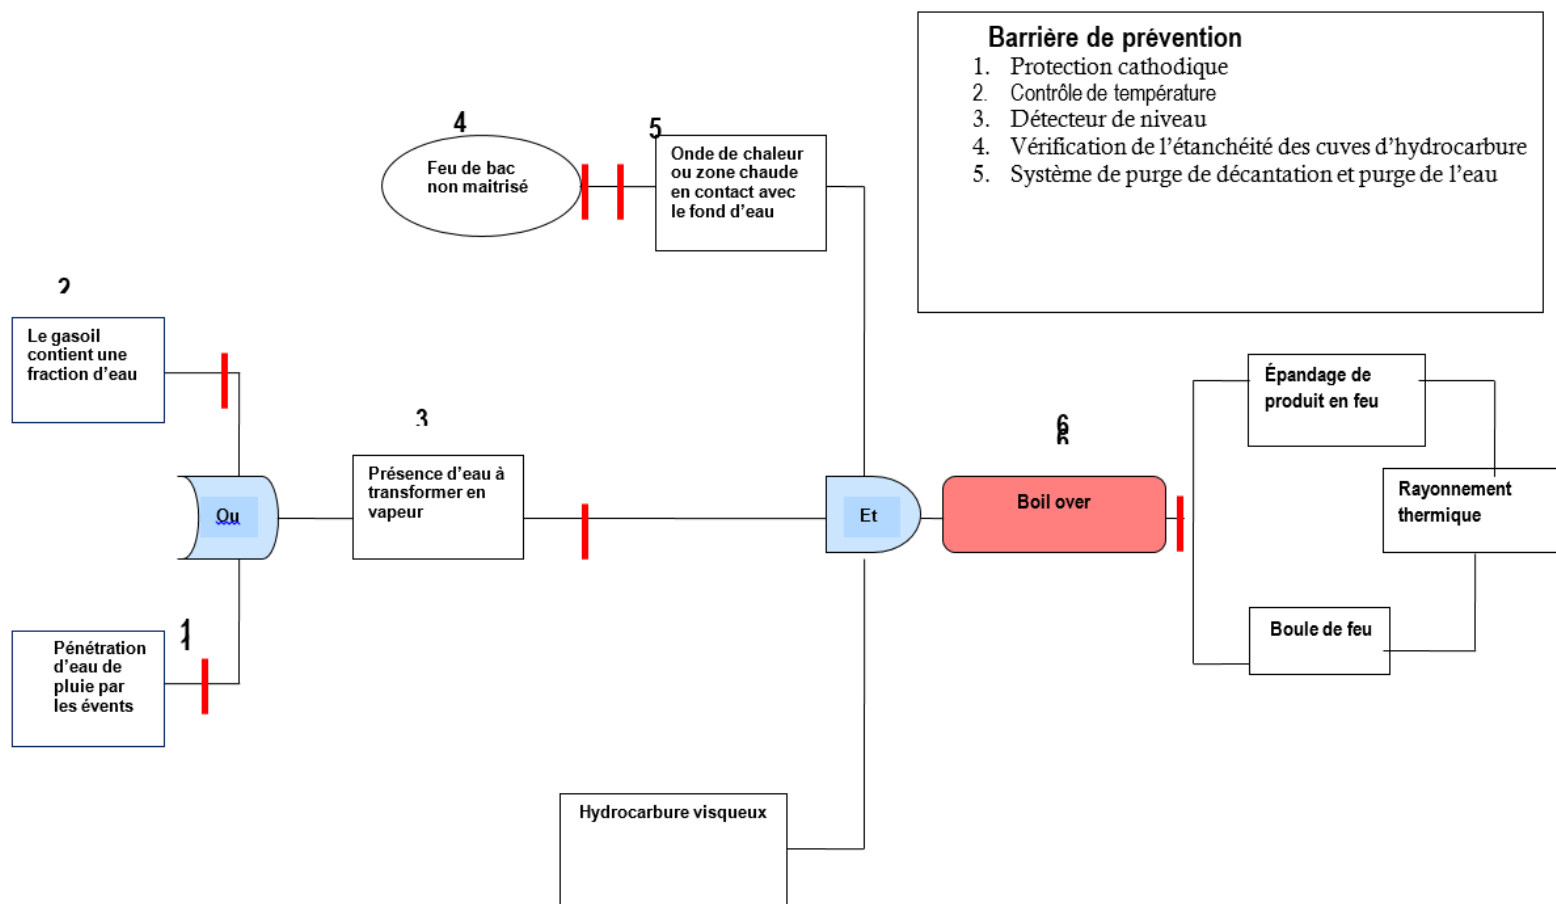 Barrière de prévention
1. Protection cathodique
2. Contrôle de température
3. Détecteur de niveau
4. Vérification de l'étanchéité des cuves d'hydrocarbure
5. Système de purge de décantation et purge de l'eau
4
Feu de bac
non maitrisé
5
Onde de chaleur
ou zone chaude
en contact avec
le fond d'eau
2
Le gasoil
contient une
fraction d'eau
Ou
3
Présence d'eau à
transformer en
vapeur
Et
6
6
Boil over
Épandage de
produit en feu
Rayonnement
thermique
Boule de feu
1
1
Pénétration
d'eau de
pluie par
les évents
Hydrocarbure visqueux